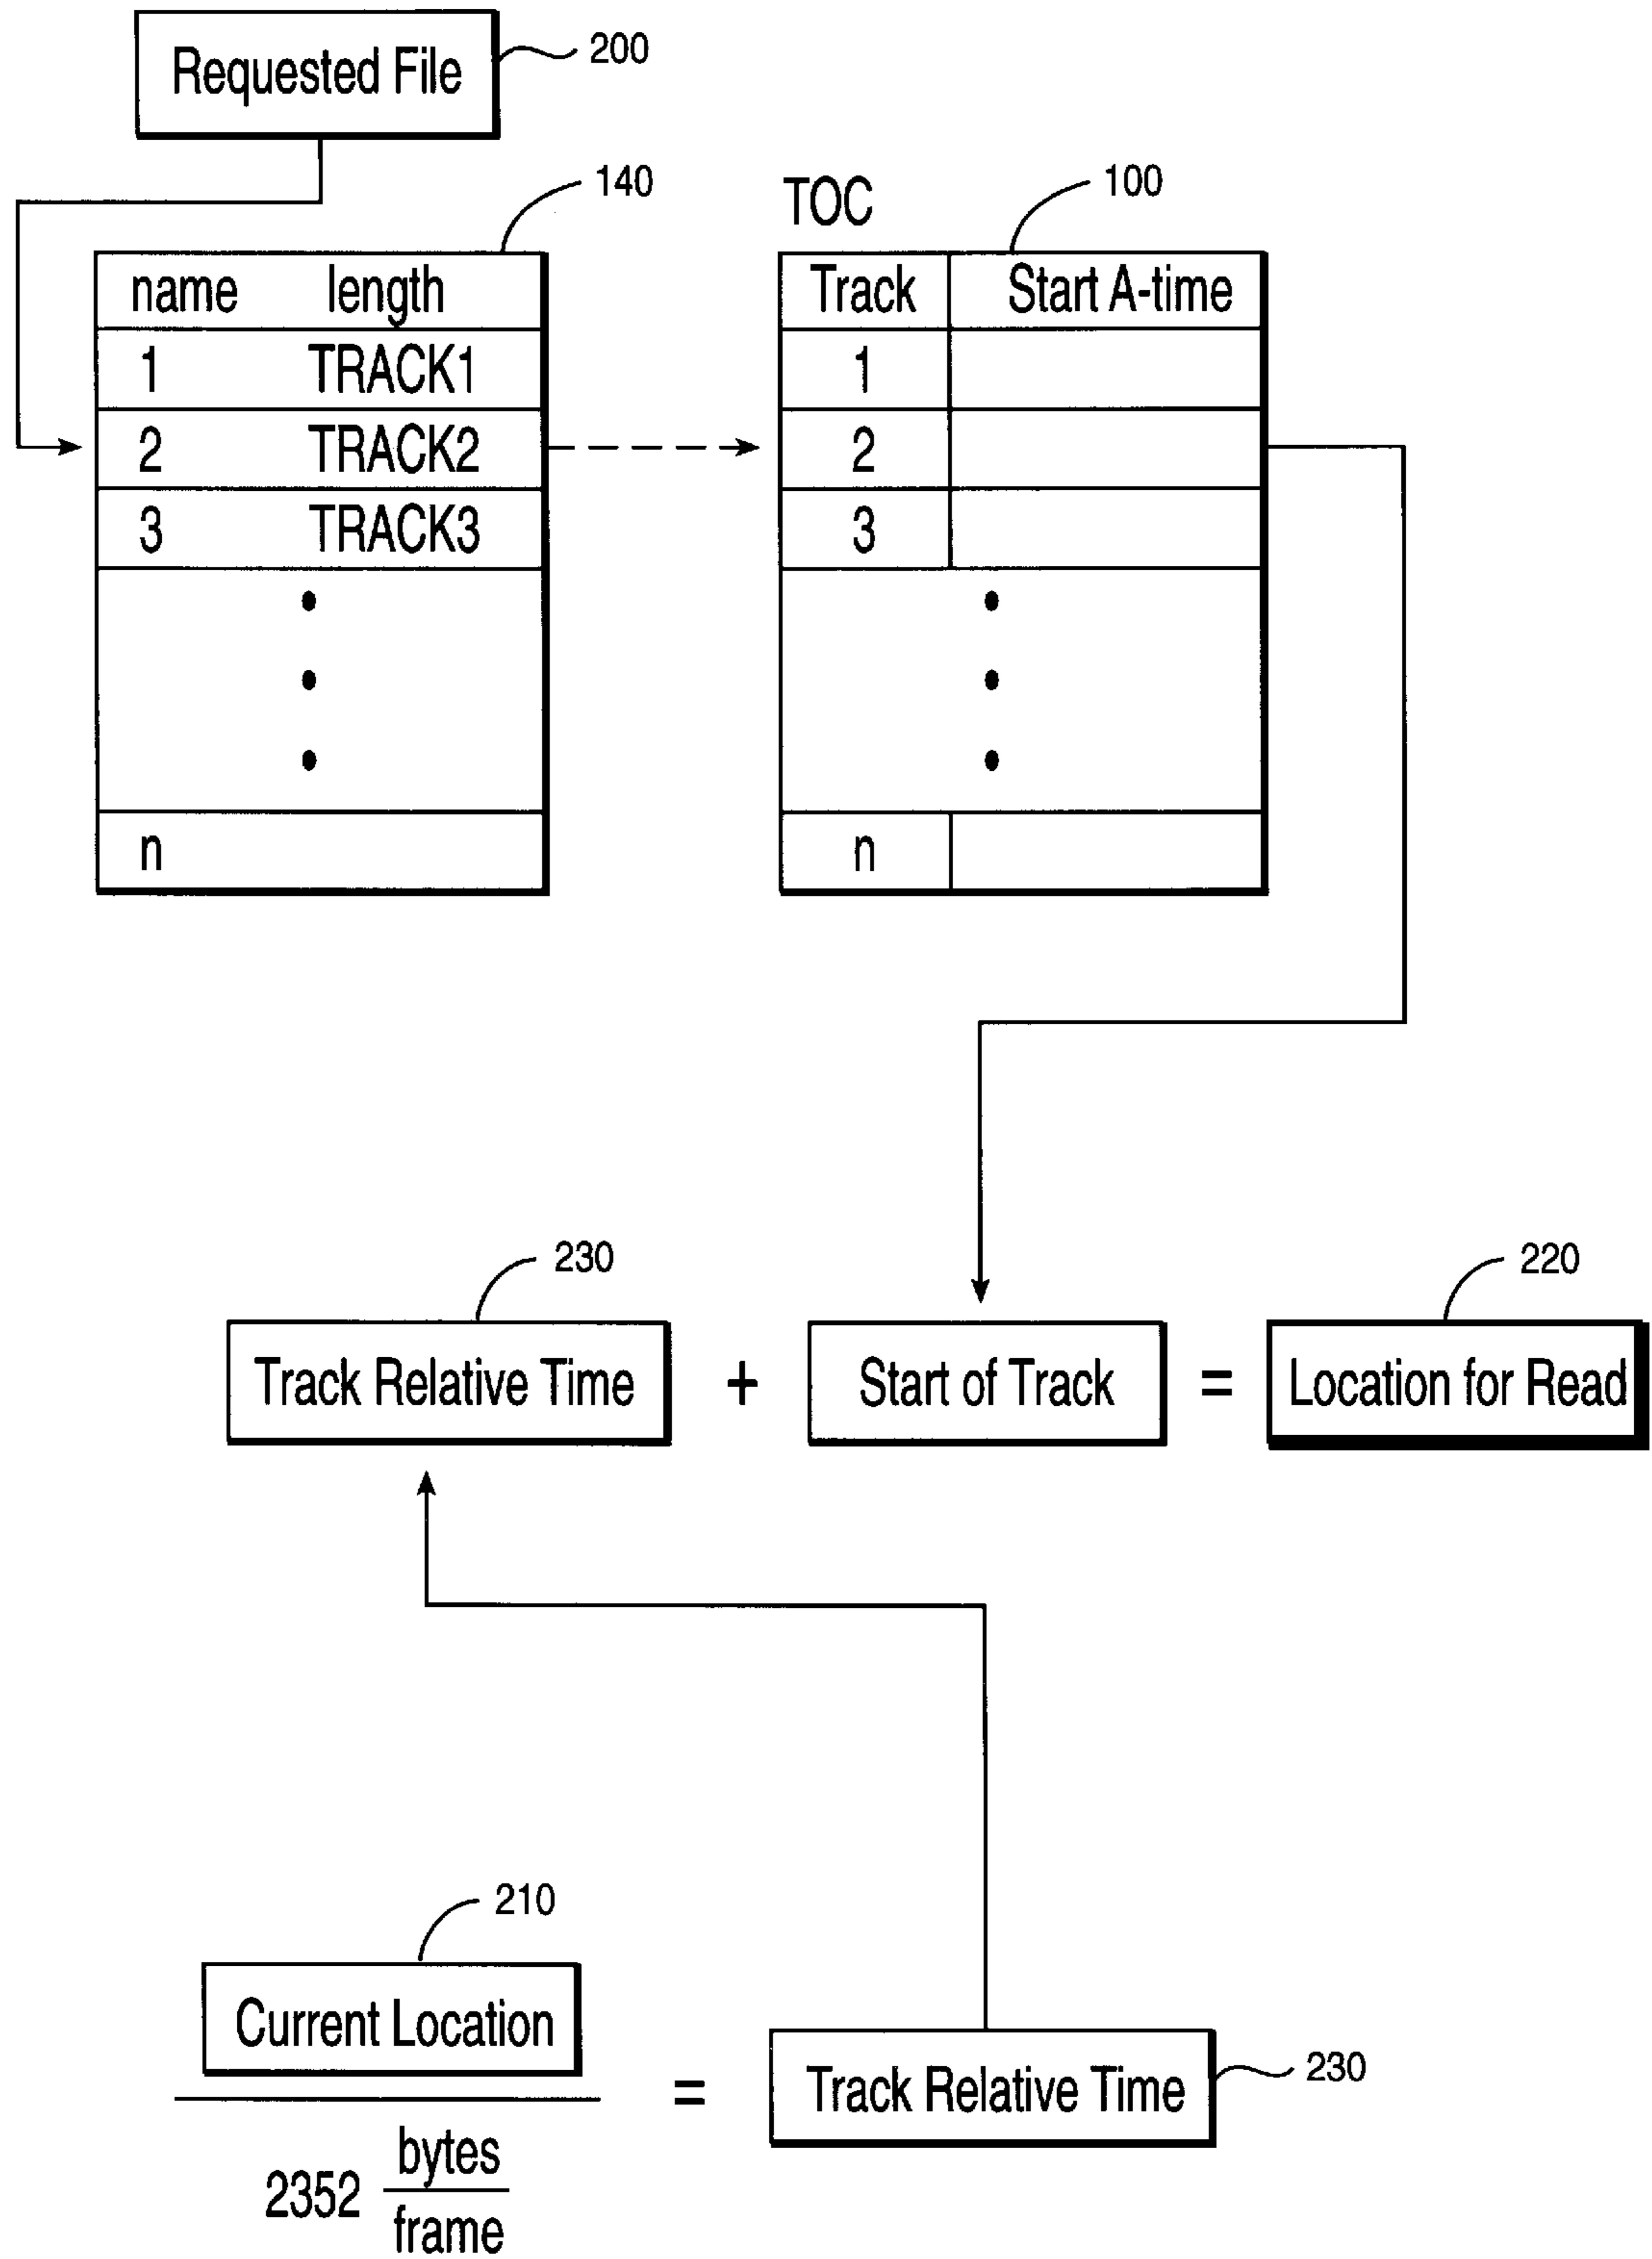 Requested File
200
140
TOC
100
name length
1 TRACK1
2 TRACK2
3 TRACK3
n
Track Start A-time
1
2
3
n
230
220
Track Relative Time + Start of Track = Location for Read
210
Current Location
2352 bytes
frame
= Track Relative Time
230